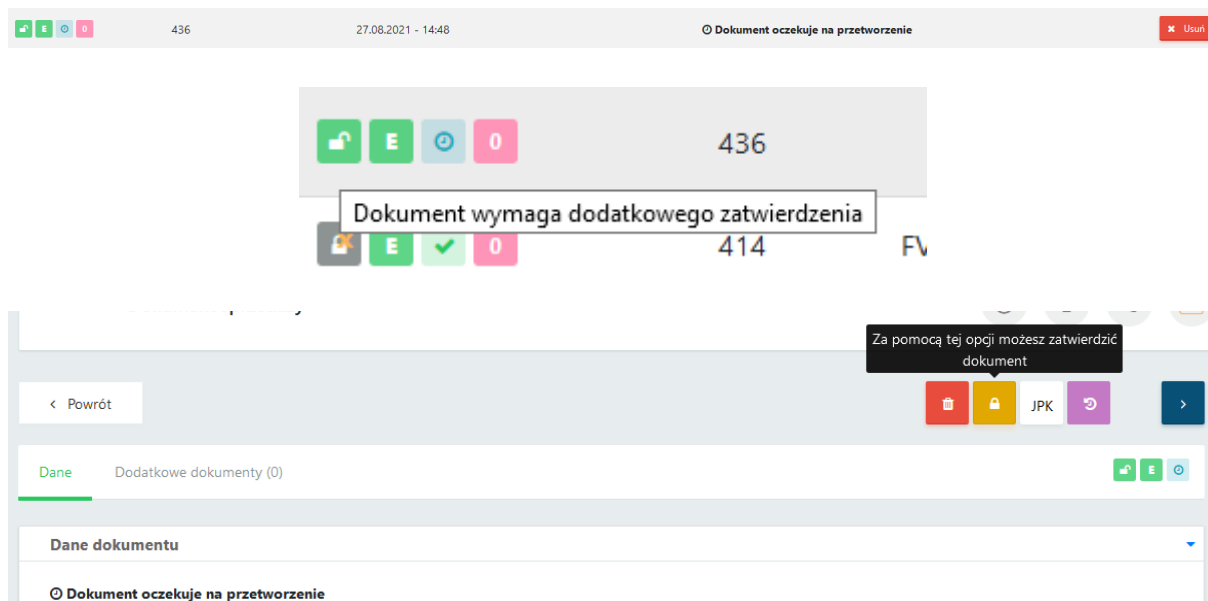 E 0 436 27.08.2021 - 14:48 Dokument oczekuje na przetworzenie Usuń
E 0 436
Dokument wymaga dodatkowego zatwierdzenia
E 0 414 FV
Za pomocą tej opcji możesz zatwierdzić
dokument
Powrót JPK
Dane Dodatkowe dokumenty (0) E
Dane dokumentu
Dokument oczekuje na przetworzenie